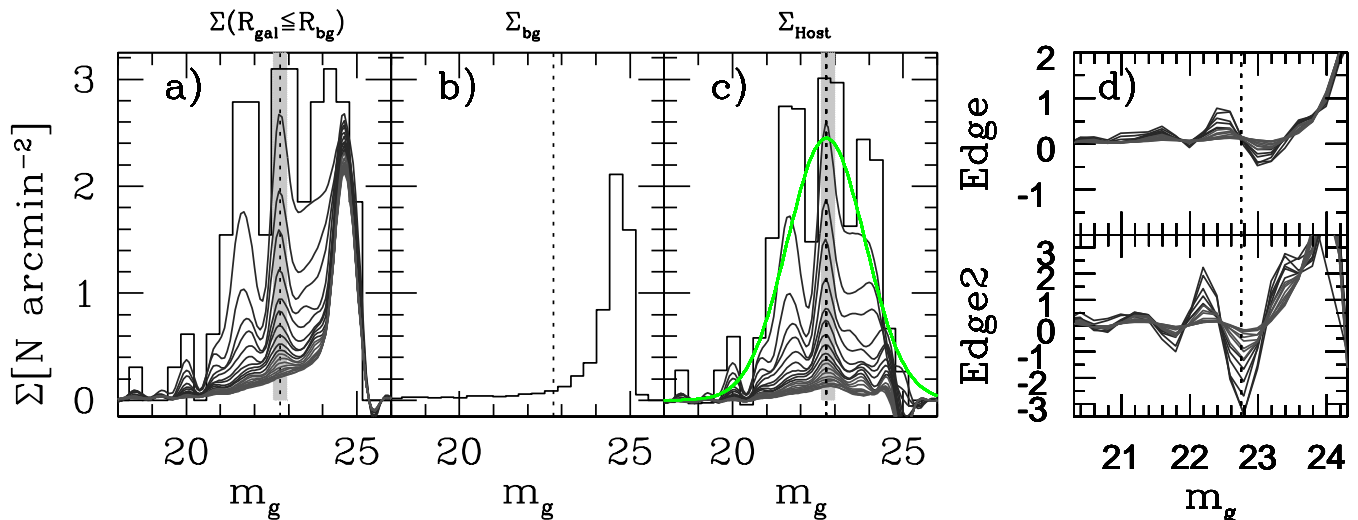 Σ(R_gal≦R_bg)
Σ_bg
Σ_Host
a)
b)
c)
d)
Σ[N arcmin⁻²]
3
2
1
0
20
25
20
25
20
25
m_g
m_g
m_g
Edge
2
1
0
-1
Edge2
3
2
1
0
-1
-2
-3
21
22
23
24
m_g